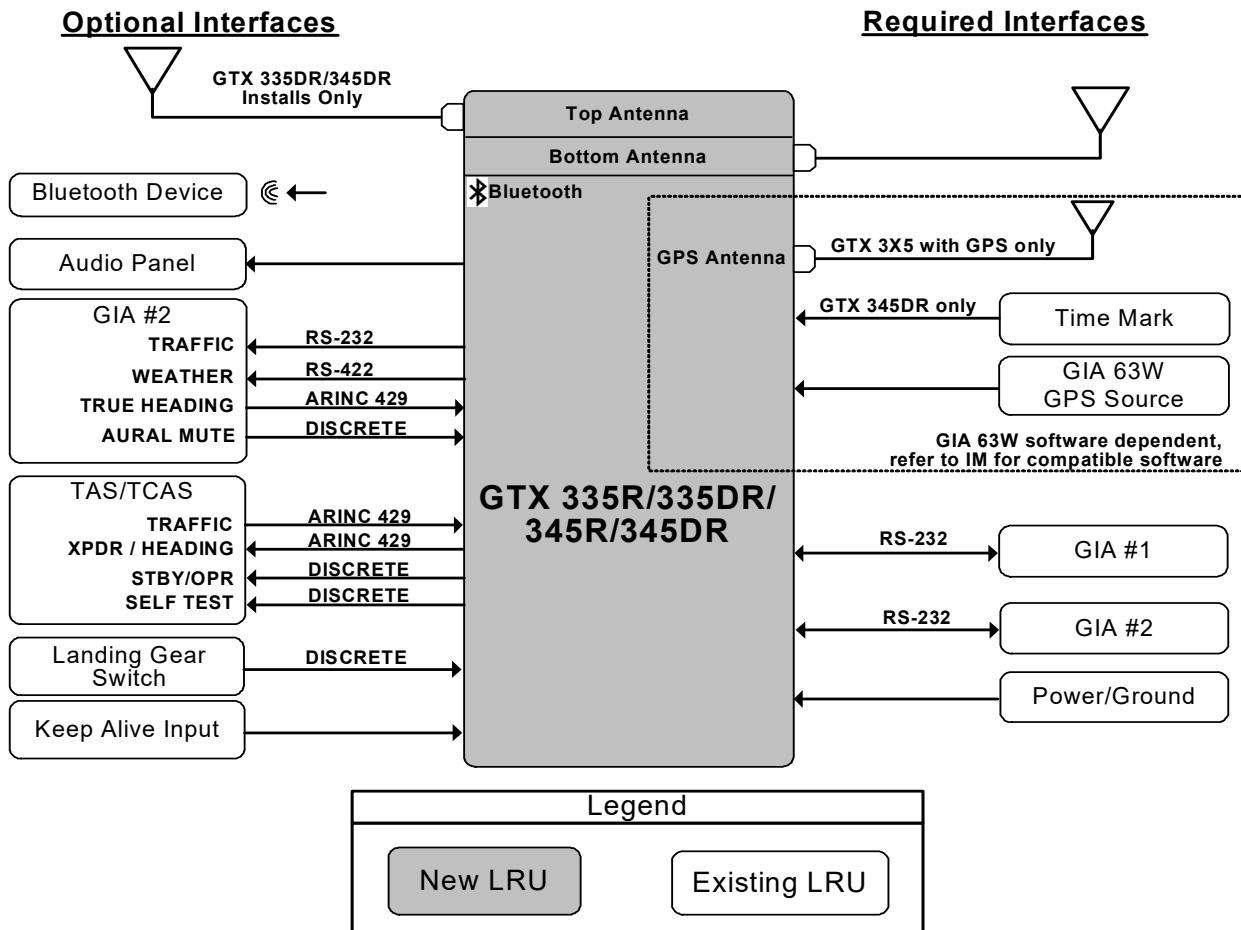 Optional Interfaces
Required Interfaces
GTX 335DR/345DR
Installs Only
Top Antenna
Bottom Antenna
Bluetooth
Bluetooth Device
Audio Panel
GIA #2
TRAFFIC
RS-232
WEATHER
RS-422
TRUE HEADING
ARINC 429
AURAL MUTE
DISCRETE
TAS/TCAS
TRAFFIC
ARINC 429
XPDR / HEADING
ARINC 429
STBY/OPR
DISCRETE
SELF TEST
DISCRETE
Landing Gear
Switch
DISCRETE
Keep Alive Input
GTX 335R/335DR/
345R/345DR
GPS Antenna
GTX 3X5 with GPS only
GTX 345DR only
Time Mark
GIA 63W
GPS Source
GIA 63W software dependent,
refer to IM for compatible software
RS-232
GIA #1
RS-232
GIA #2
Power/Ground
Legend
New LRU
Existing LRU